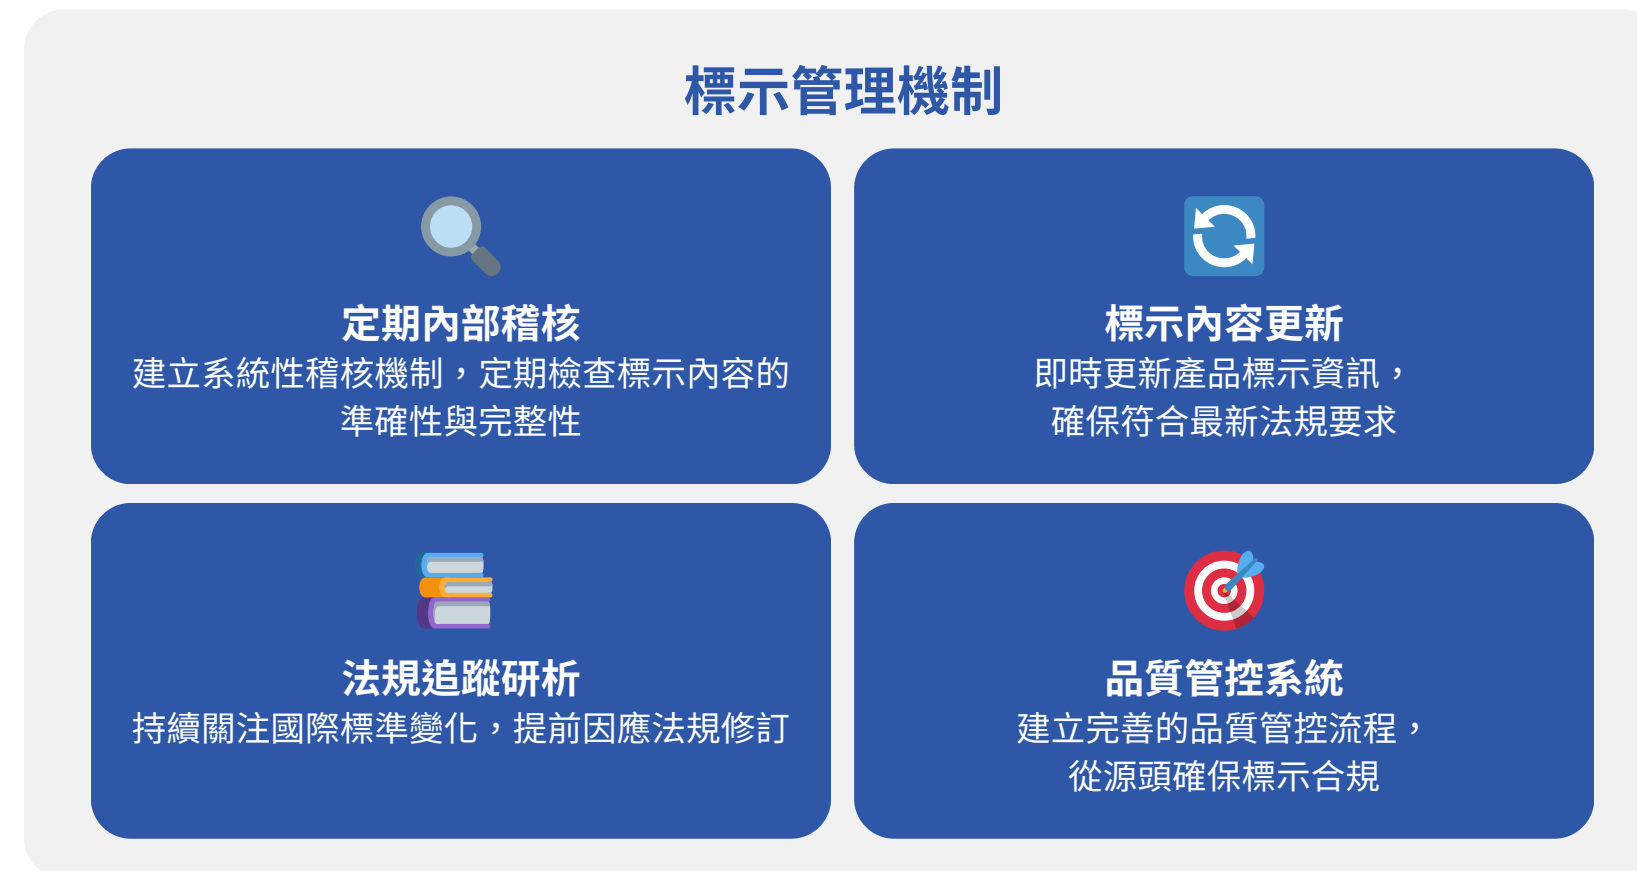 標示管理機制
定期內部稽核
建立系統性稽核機制，定期檢查標示內容的
準確性與完整性
標示內容更新
即時更新產品標示資訊，
確保符合最新法規要求
法規追蹤研析
持續關注國際標準變化，提前因應法規修訂
品質管控系統
建立完善的品質管控流程，
從源頭確保標示合規